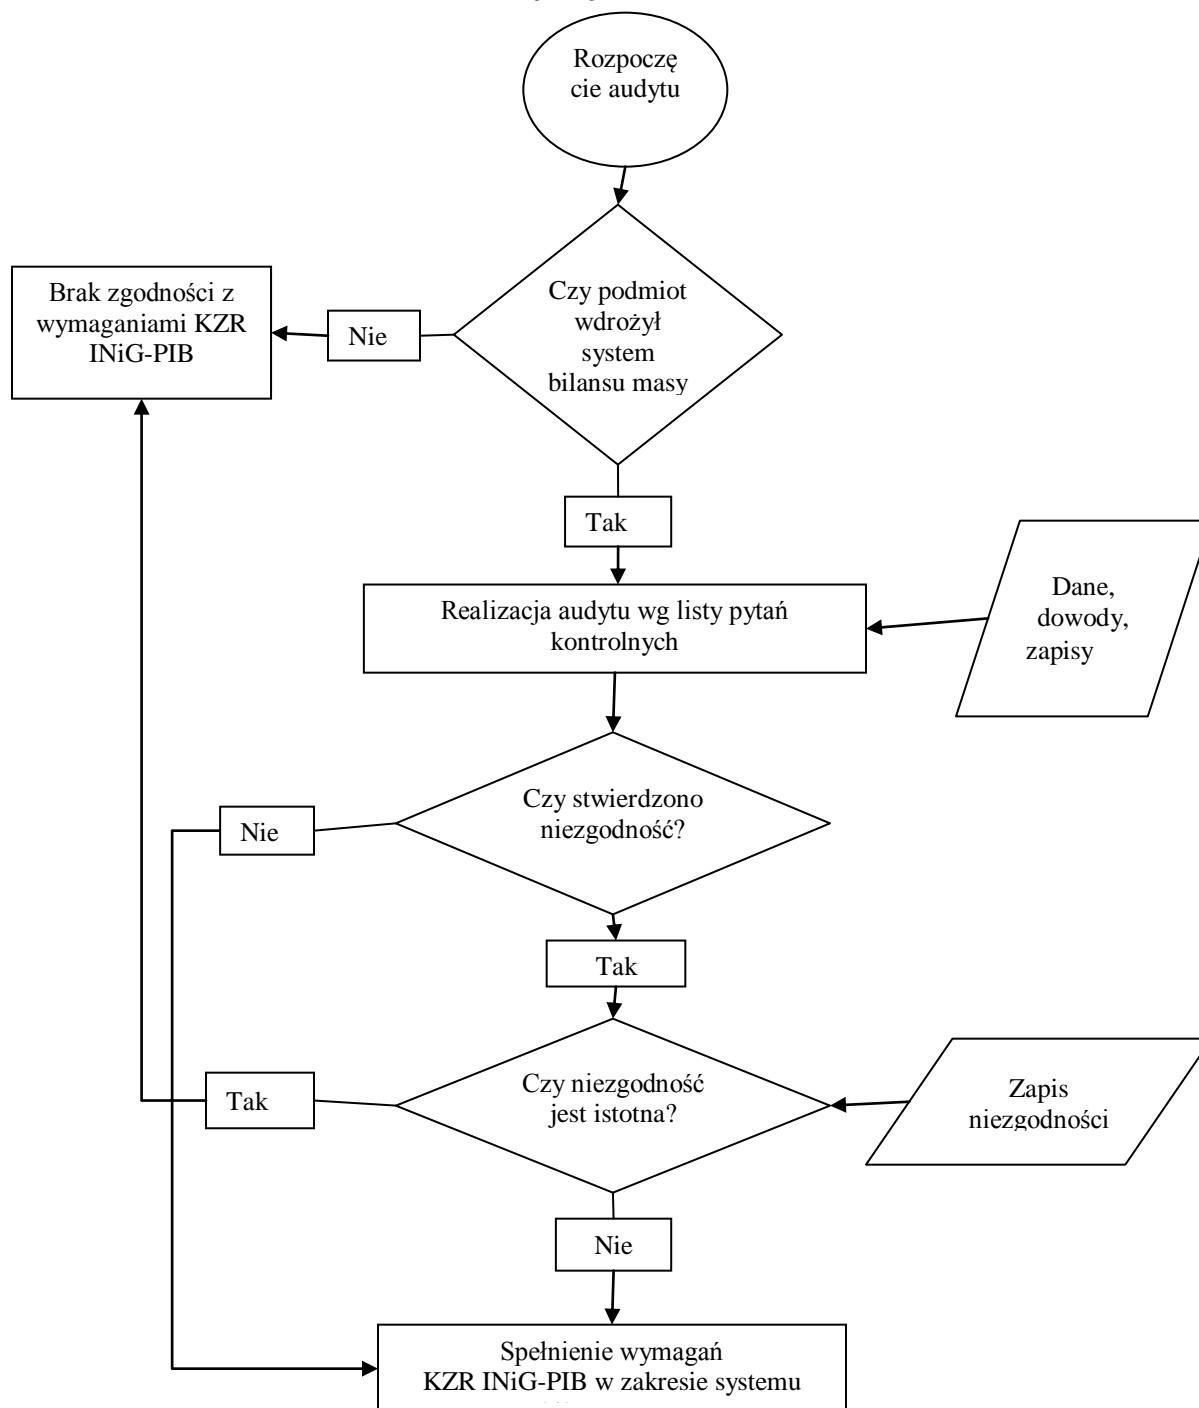 Rozpoczę
cie audytu
Brak zgodności z
wymaganiami KZR
INiG-PIB
Nie
Czy podmiot
wdrożył
system
bilansu masy
Tak
Realizacja audytu wg listy pytań
kontrolnych
Dane,
dowody,
zapisy
Czy stwierdzono
niezgodność?
Nie
Tak
Czy niezgodność
jest istotna?
Tak
Zapis
niezgodności
Nie
Spełnienie wymagań
KZR INiG-PIB w zakresie systemu